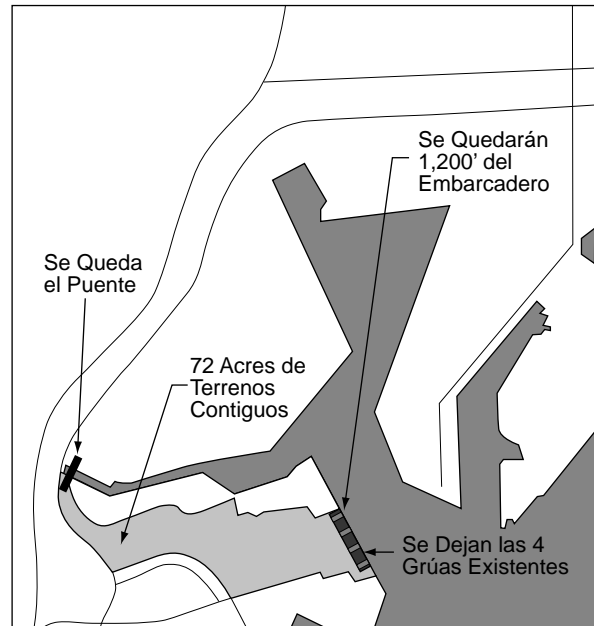 Se Quedarán
1,200’ del
Embarcadero
Se Queda
el Puente
72 Acres de
Terrenos
Contiguos
Se Dejan las 4
Grúas Existentes